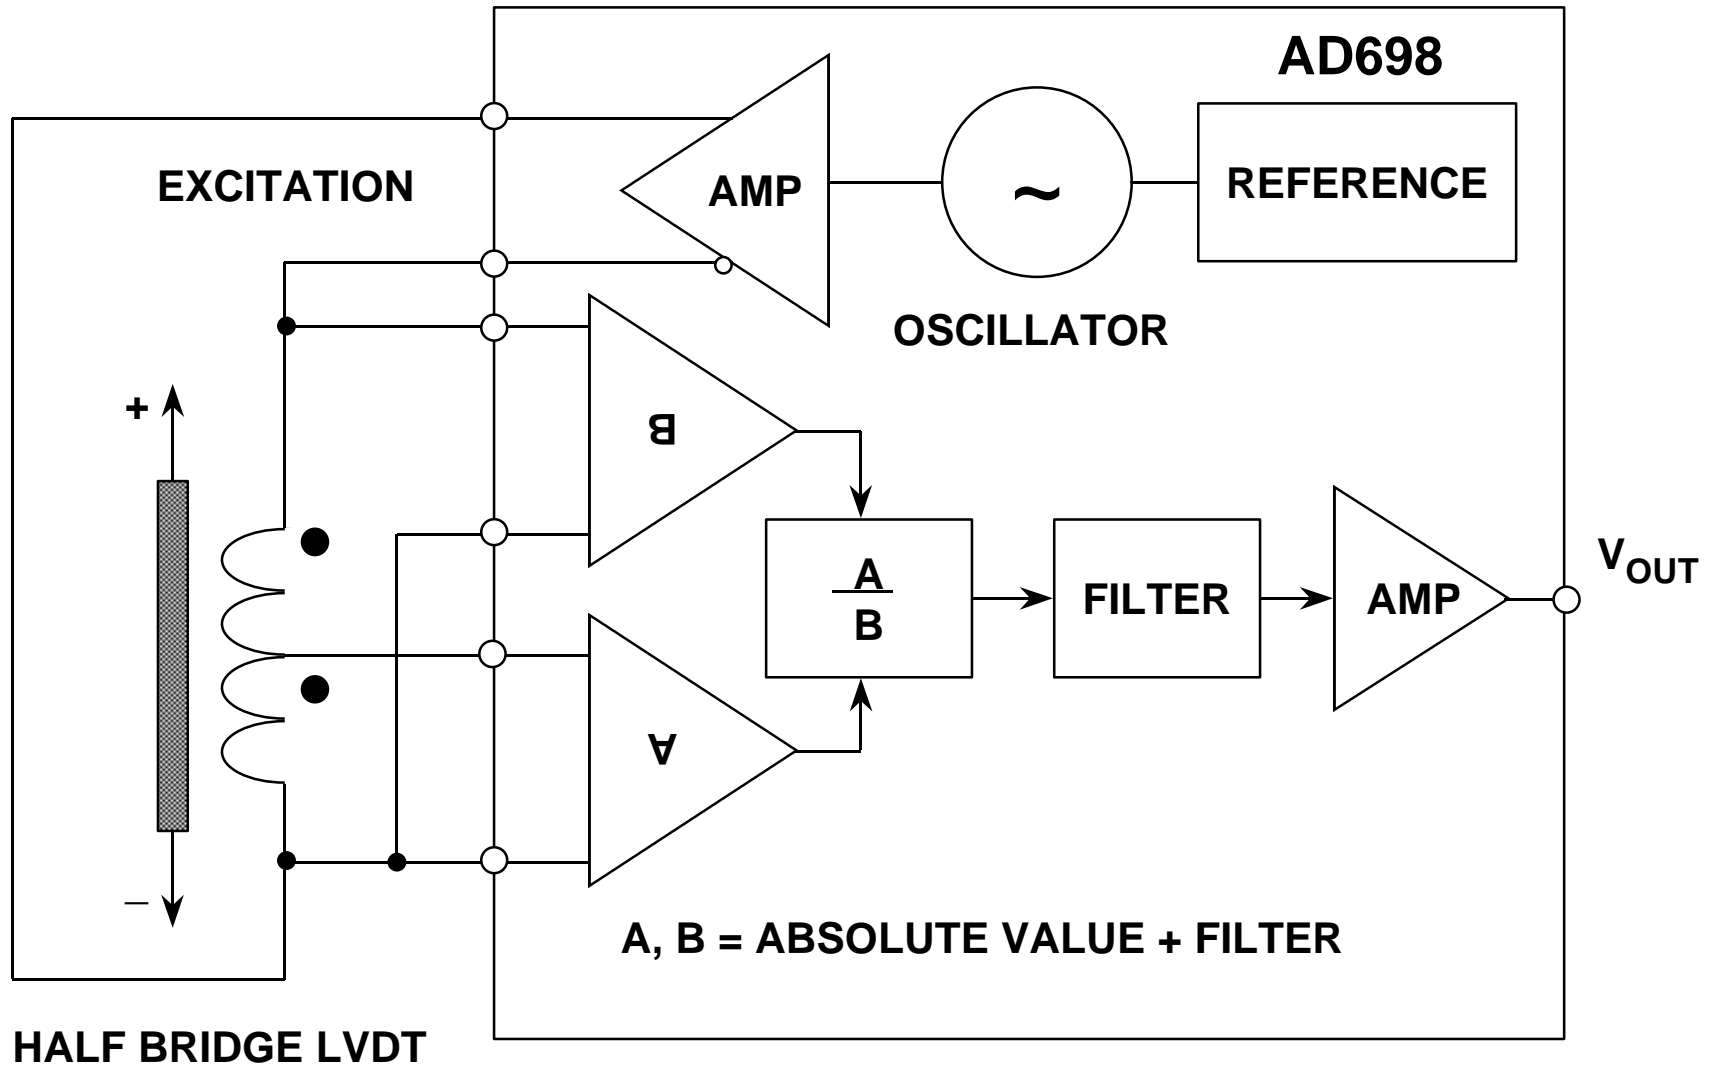 AD698
EXCITATION
AMP
~
REFERENCE
OSCILLATOR
+
B
A
B
FILTER
AMP
VOUT
A
_
A, B = ABSOLUTE VALUE + FILTER
HALF BRIDGE LVDT